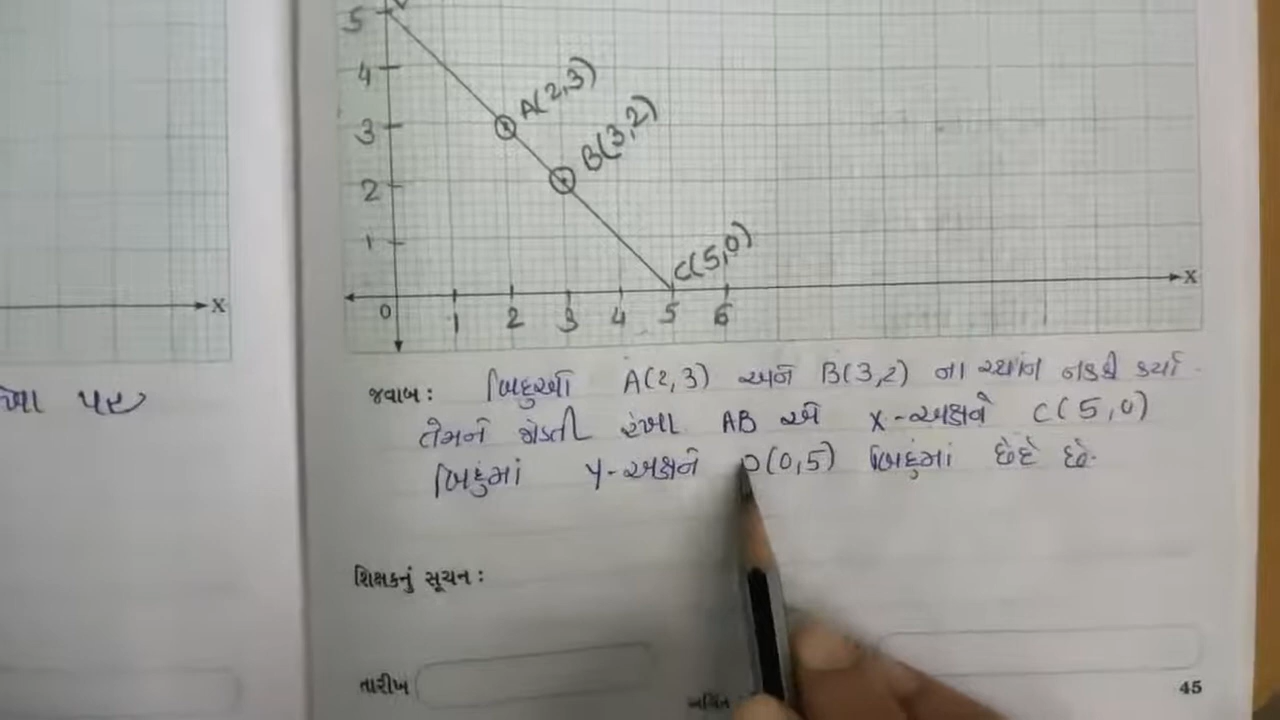 5
4
A(2,3)
3
B(3,2)
2
1
C(5,0)
X
0 1 2 3 4 5 6
X
પર
જવાબ : બિંદુઓ A(2,3) અને B(3,2) ના સ્થાન નક્કી કર્યા.
તેમને જોડતી રેખા AB એ X-અક્ષને C(5,0)
બિંદુમાં Y-અક્ષને D(0,5) બિંદુમાં છેદે છે.
શિક્ષકનું સૂચન :
તારીખ
45